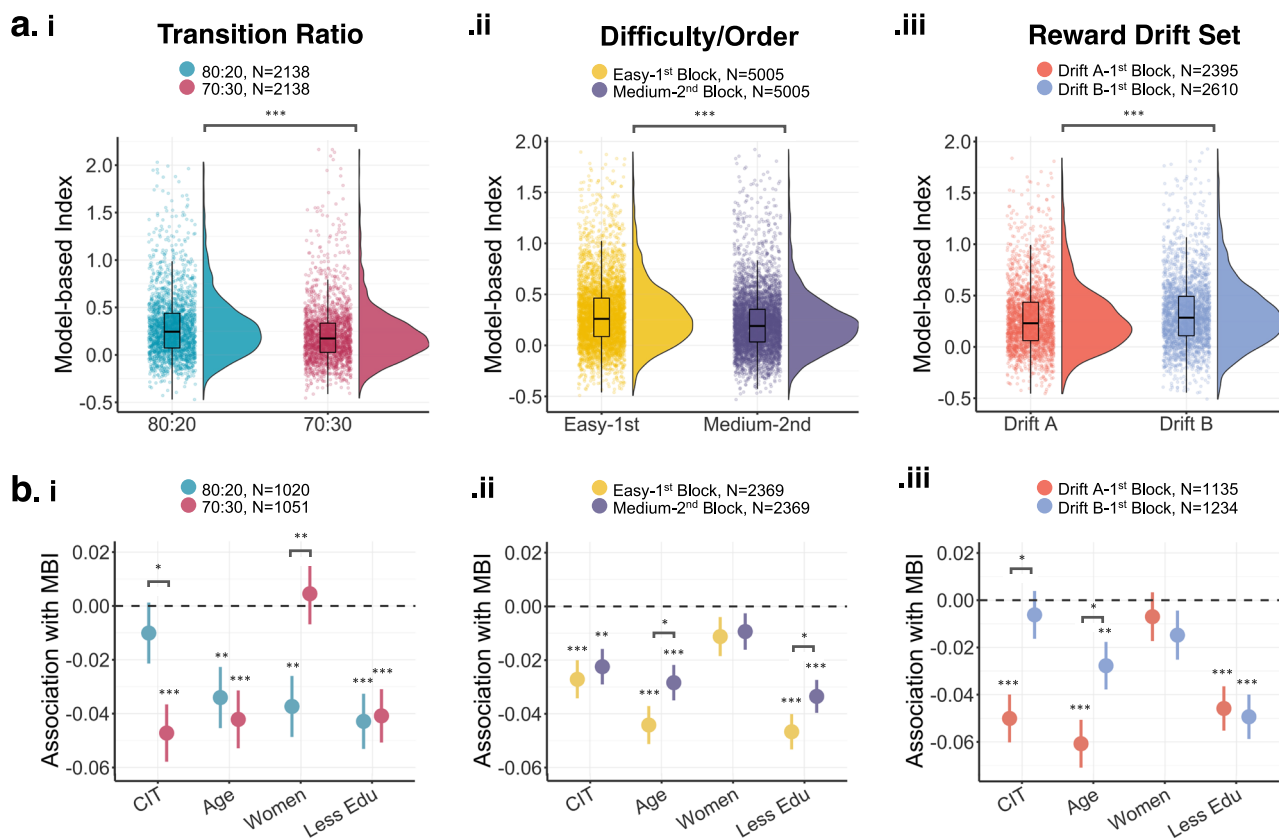 a. i
Transition Ratio
80:20, N=2138
70:30, N=2138
***
Model-based Index
2.0
1.5
1.0
0.5
0.0
-0.5
80:20
70:30
.ii
Difficulty/Order
Easy-1st Block, N=5005
Medium-2nd Block, N=5005
***
Model-based Index
2.0
1.5
1.0
0.5
0.0
-0.5
Easy-1st
Medium-2nd
.iii
Reward Drift Set
Drift A-1st Block, N=2395
Drift B-1st Block, N=2610
***
Model-based Index
2.0
1.5
1.0
0.5
0.0
-0.5
Drift A
Drift B
b. i
80:20, N=1020
70:30, N=1051
Association with MBI
0.02
0.00
-0.02
-0.04
-0.06
*
***
**
***
**
**
***
***
CIT
Age
Women
Less Edu
.ii
Easy-1st Block, N=2369
Medium-2nd Block, N=2369
Association with MBI
0.02
0.00
-0.02
-0.04
-0.06
***
**
*
***
***
*
***
***
CIT
Age
Women
Less Edu
.iii
Drift A-1st Block, N=1135
Drift B-1st Block, N=1234
Association with MBI
0.02
0.00
-0.02
-0.04
-0.06
*
***
*
***
**
***
***
CIT
Age
Women
Less Edu